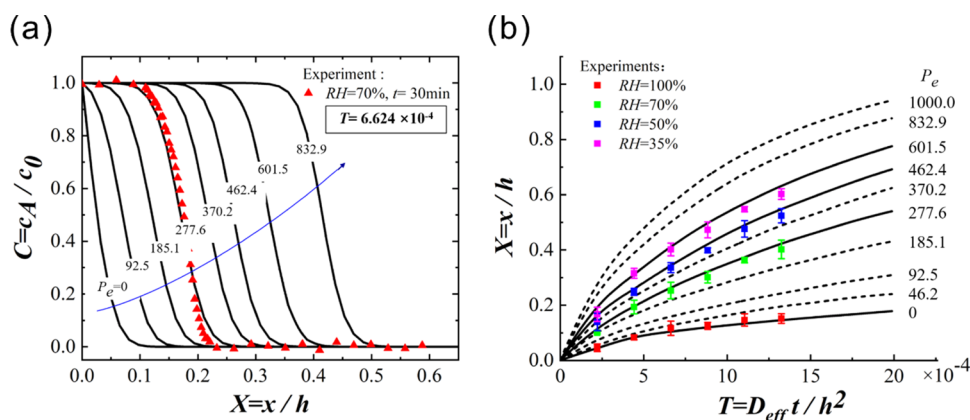 (a)
C=cA / c0
1.0
0.8
0.6
0.4
0.2
0.0
0.0 0.1 0.2 0.3 0.4 0.5 0.6
X=x / h
Experiment :
RH=70%, t= 30min
T= 6.624 ×10-4
Pe=0
92.5
185.1
277.6
370.2
462.4
601.5
832.9
(b)
X=x / h
1.0
0.8
0.6
0.4
0.2
0.0
0 5 10 15 20 ×10-4
T=Deff t / h2
Experiments:
RH=100%
RH=70%
RH=50%
RH=35%
Pe
1000.0
832.9
601.5
462.4
370.2
277.6
185.1
92.5
46.2
0